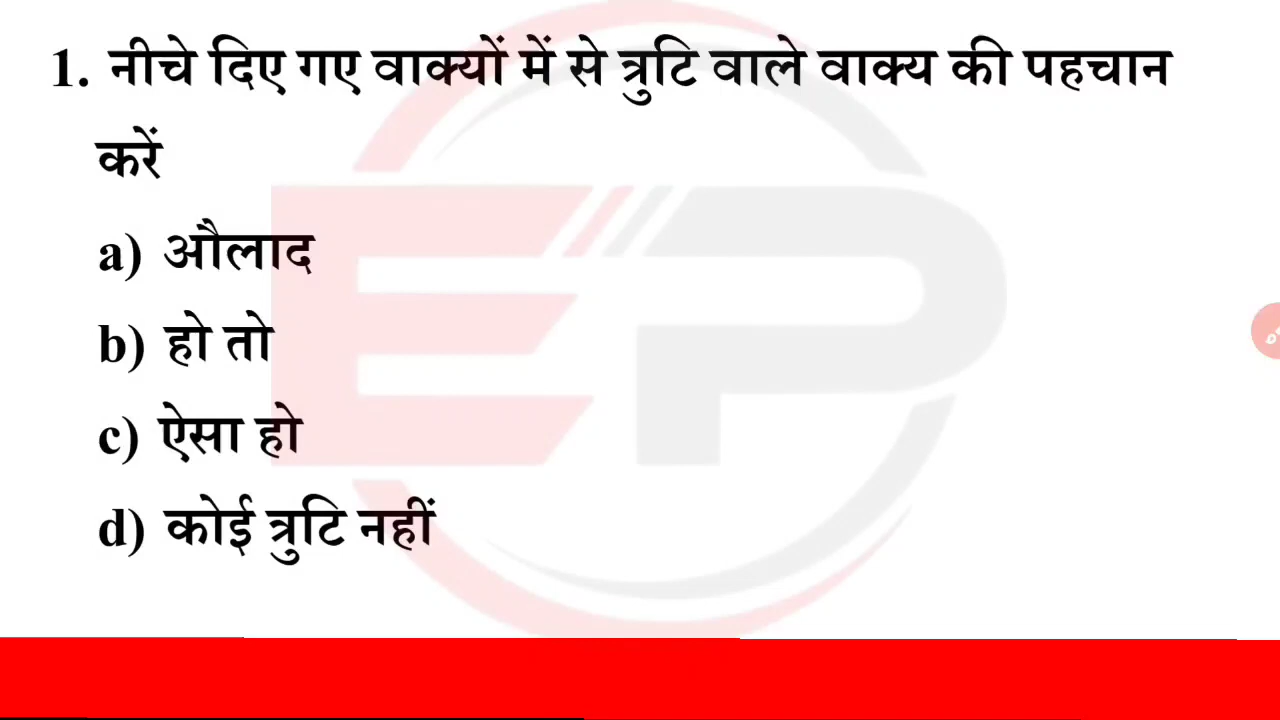 1. नीचे दिए गए वाक्यों में से त्रुटि वाले वाक्य की पहचान
करें
a) औलाद
b) हो तो
c) ऐसा हो
d) कोई त्रुटि नहीं